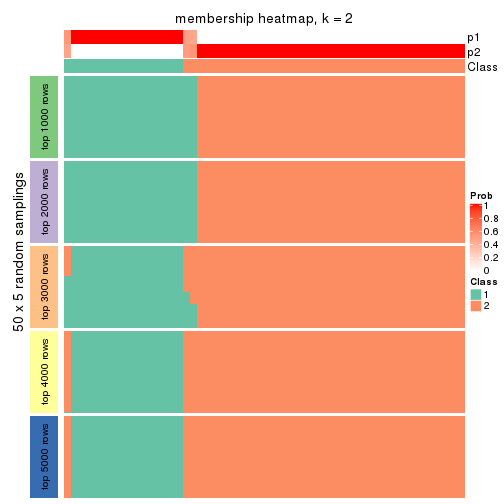 membership heatmap, k = 2
p1
p2
Class
50 x 5 random samplings
top 1000 rows
top 2000 rows
top 3000 rows
top 4000 rows
top 5000 rows
Prob
1
0.8
0.6
0.4
0.2
0
Class
1
2